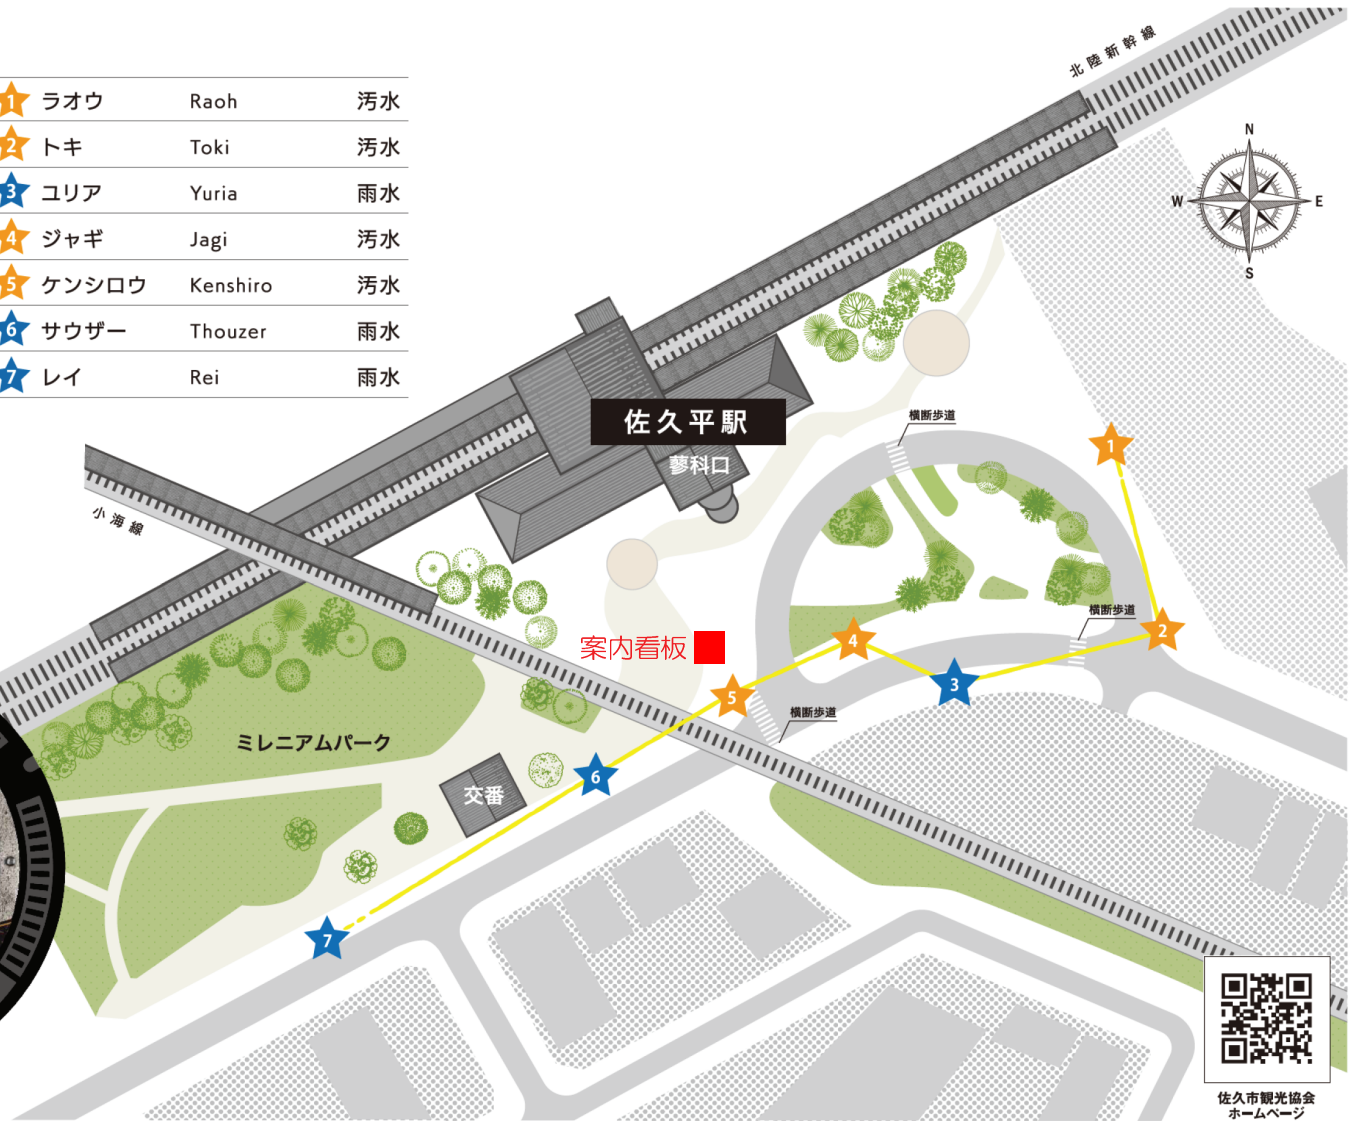 1 ラオウ Raoh 汚水
2 トキ Toki 汚水
3 ユリア Yuria 雨水
4 ジャギ Jagi 汚水
5 ケンシロウ Kenshiro 汚水
6 サウザー Thouzer 雨水
7 レイ Rei 雨水
北陸新幹線
N
W E
S
佐久平駅
蓼科口
横断歩道
1
小海線
横断歩道
2
案内看板
4
3
5
横断歩道
ミレニアムパーク
6
交番
7
佐久市観光協会
ホームページ